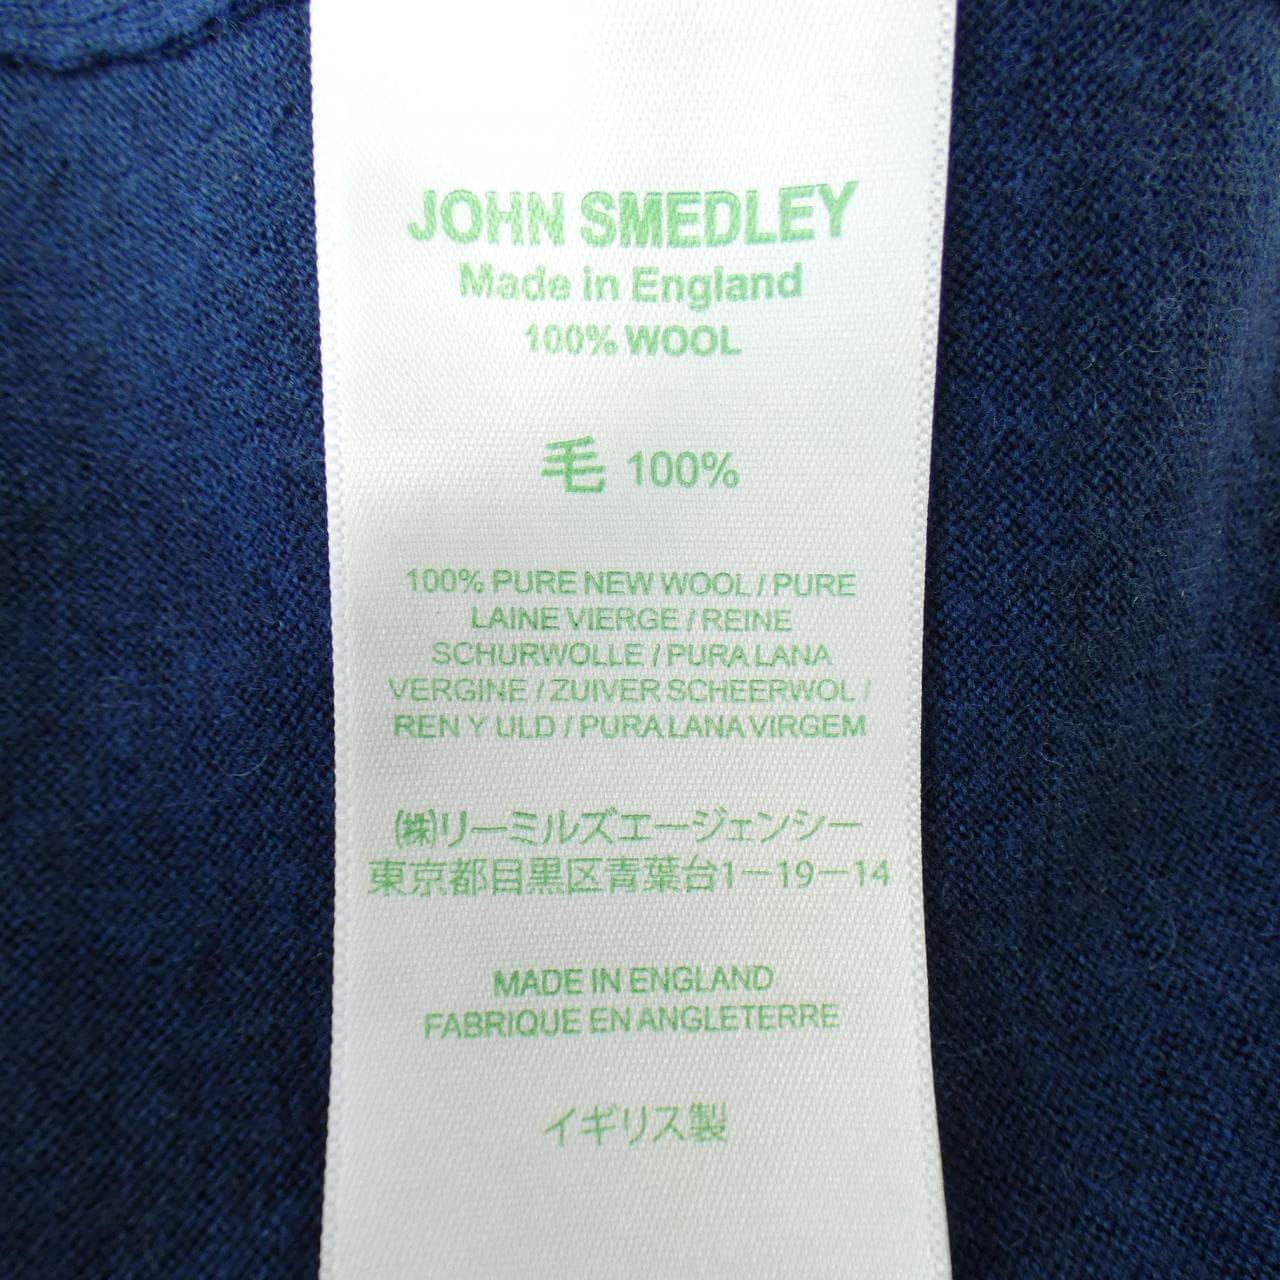 JOHN SMEDLEY
Made in England
100% WOOL
毛 100%
100% PURE NEW WOOL / PURE
LAINE VIERGE / REINE
SCHURWOLLE / PURA LANA
VERGINE / ZUIVER SCHEERWOL /
REN Y ULD / PURA LANA VIRGEM
㈱リーミルズエージェンシー
東京都目黒区青葉台1-19-14
MADE IN ENGLAND
FABRIQUE EN ANGLETERRE
イギリス製